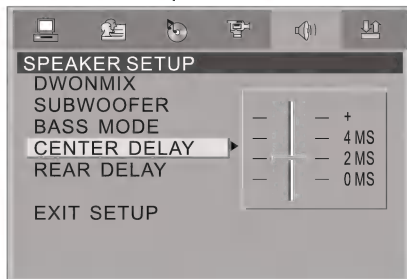 SPEAKER SETUP
DWONMIX
SUBWOOFER
BASS MODE
CENTER DELAY
REAR DELAY
EXIT SETUP
+
4 MS
2 MS
0 MS